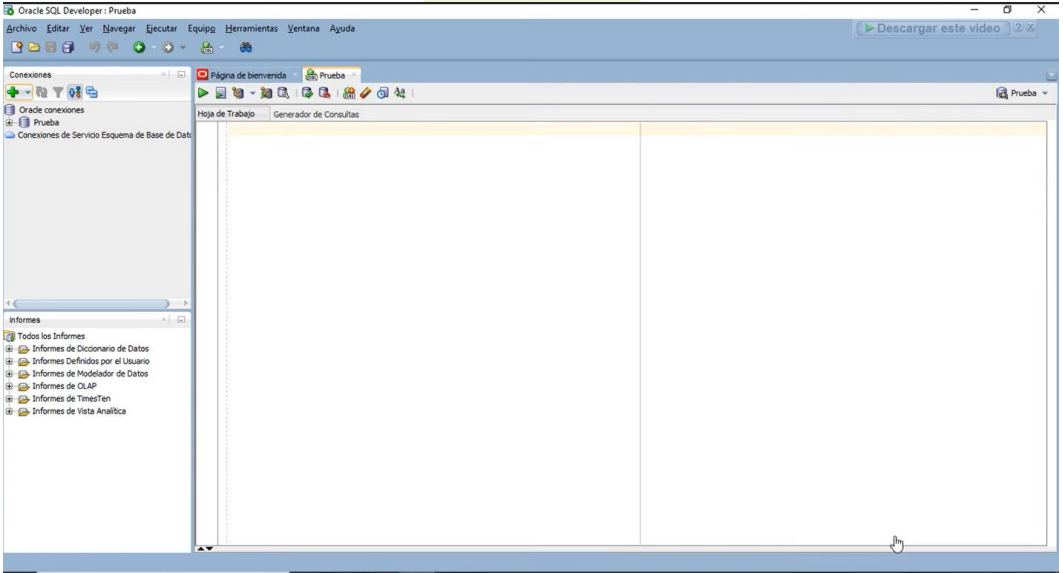 Oracle SQL Developer : Prueba
Archivo Editar Ver Navegar Ejecutar Equipo Herramientas Ventana Ayuda
Descargar este video ? X
Conexiones
Oracle conexiones
Prueba
Conexiones de Servicio Esquema de Base de Dat
Informes
Todos los Informes
Informes de Diccionario de Datos
Informes Definidos por el Usuario
Informes de Modelador de Datos
Informes de OLAP
Informes de TimesTen
Informes de Vista Analítica
Página de bienvenida Prueba
Prueba
Hoja de Trabajo Generador de Consultas